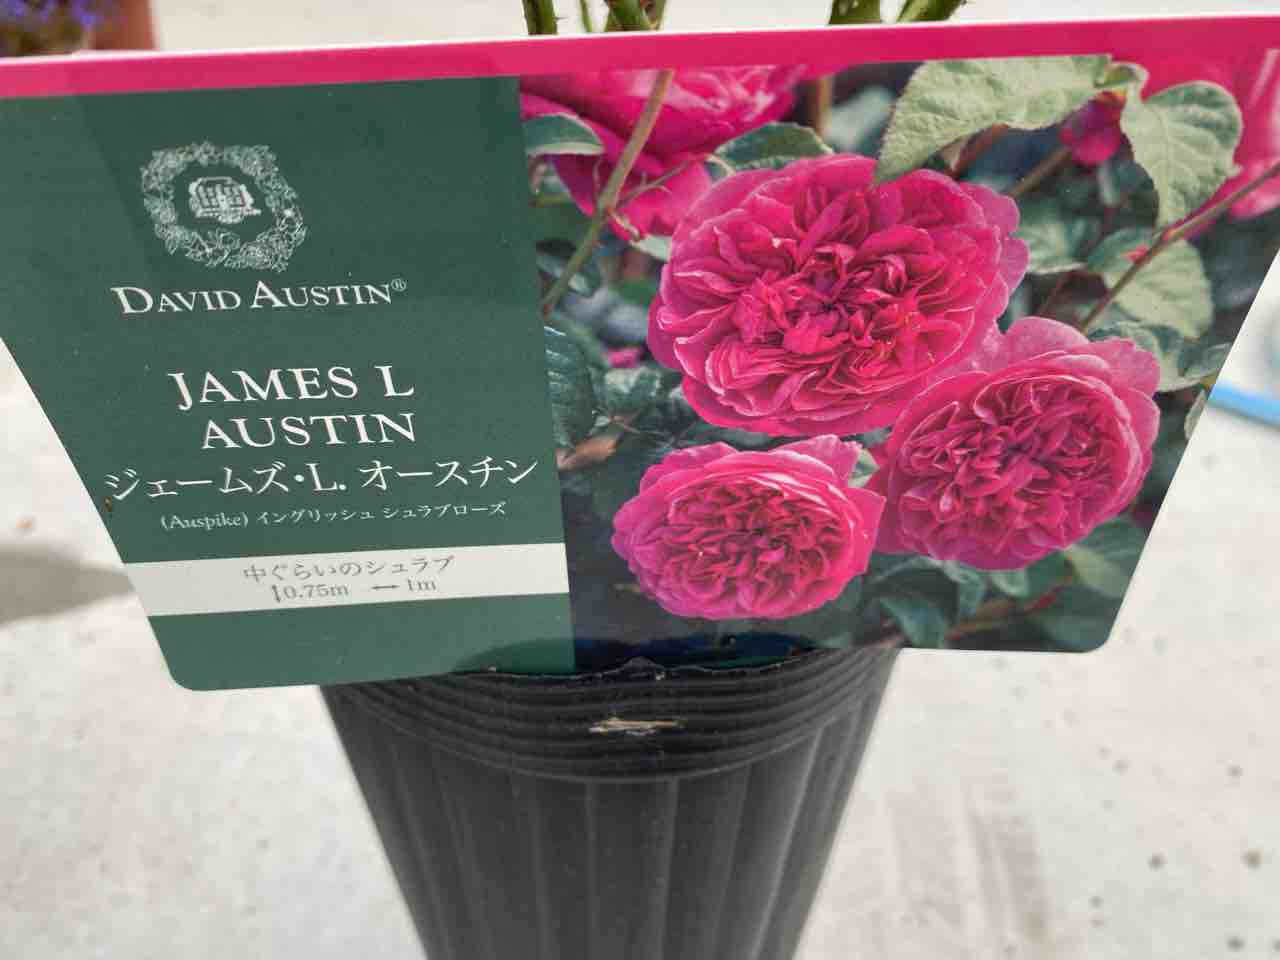 DAVID AUSTIN®
JAMES L
AUSTIN
ジェームズ・L. オースチン
(Auspike) イングリッシュ シュラブローズ
中ぐらいのシュラブ
↕0.75m ↔1m